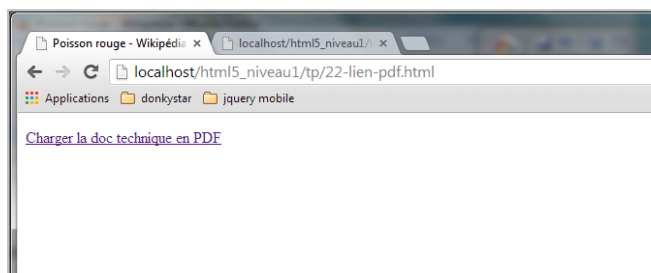 Poisson rouge - Wikipédia
localhost/html5_niveau1/
localhost/html5_niveau1/tp/22-lien-pdf.html
Applications donkystar jquery mobile
Charger la doc technique en PDF